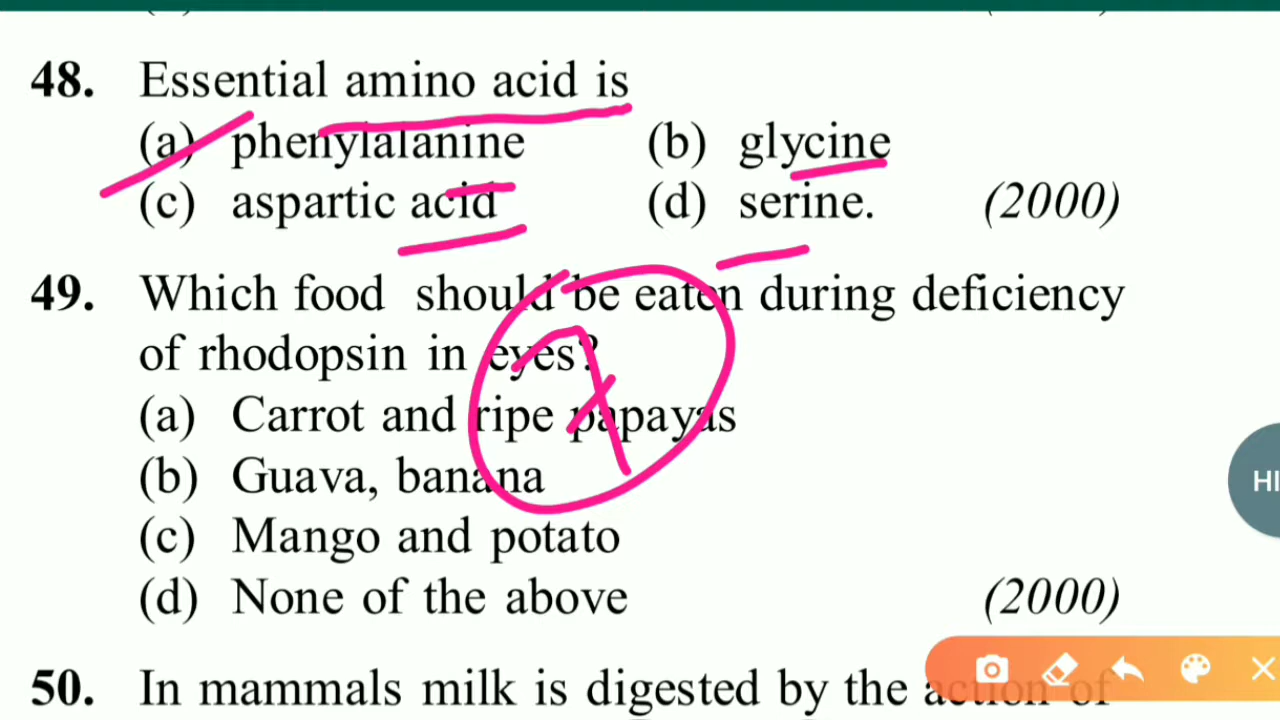 48. Essential amino acid is
(a) phenylalanine (b) glycine
(c) aspartic acid (d) serine. (2000)
49. Which food should be eaten during deficiency
of rhodopsin in eyes?
(a) Carrot and ripe papayas
(b) Guava, banana
(c) Mango and potato
(d) None of the above (2000)
50. In mammals milk is digested by the action of
HI